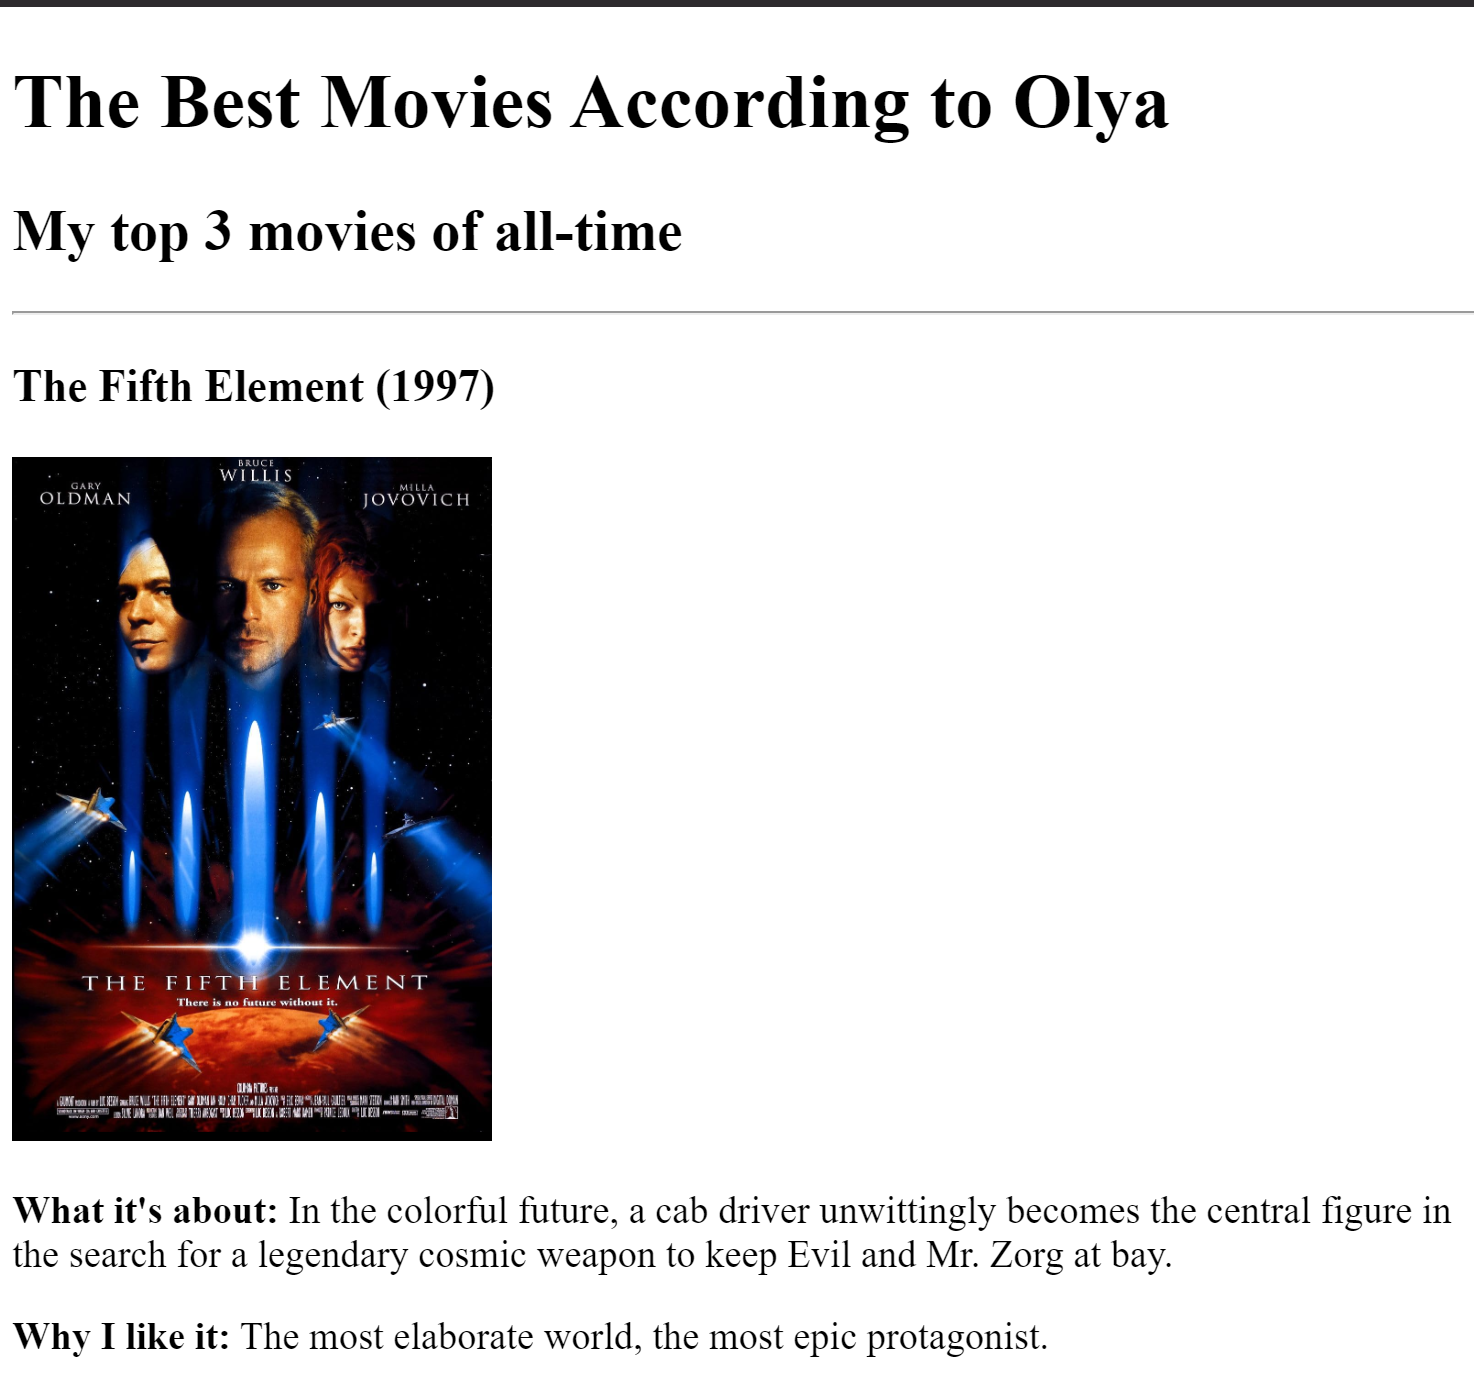 The Best Movies According to Olya
My top 3 movies of all-time
The Fifth Element (1997)
BRUCE
WILLIS
GARY
OLDMAN
MILLA
JOVOVICH
THE FIFTH ELEMENT
There is no future without it.
What it's about: In the colorful future, a cab driver unwittingly becomes the central figure in
the search for a legendary cosmic weapon to keep Evil and Mr. Zorg at bay.
Why I like it: The most elaborate world, the most epic protagonist.